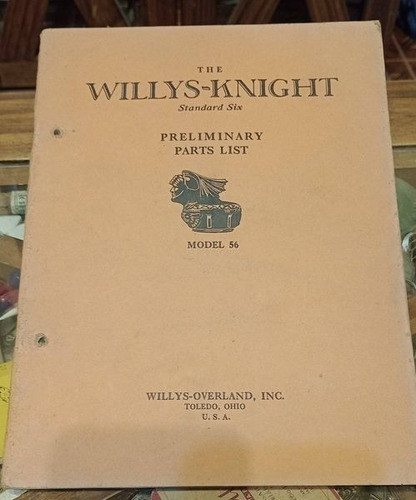 THE
WILLYS-KNIGHT
Standard Six
PRELIMINARY
PARTS LIST
MODEL 56
WILLYS-OVERLAND, INC.
TOLEDO, OHIO
U. S. A.